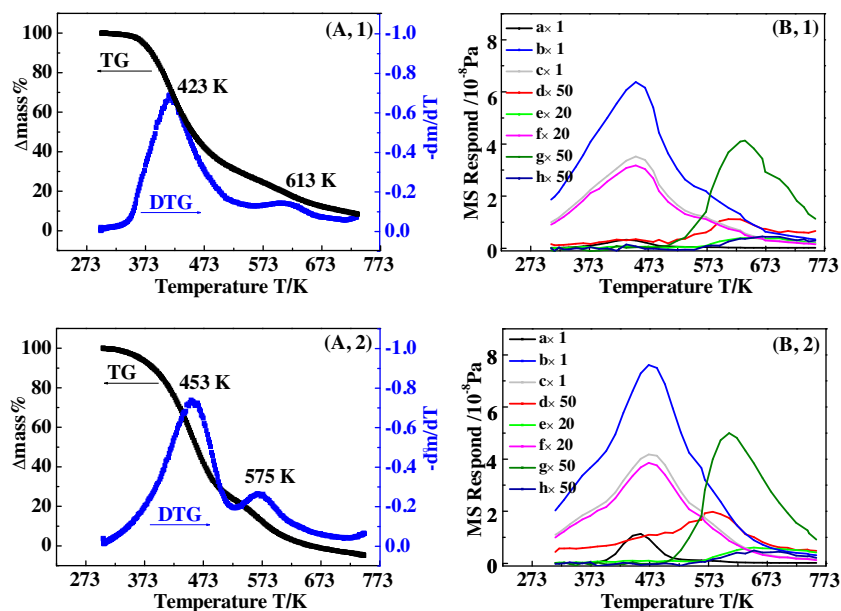 (A, 1)
100
80
60
40
20
0
Δmass%
TG
423 K
613 K
DTG
-1.0
-0.8
-0.6
-0.4
-0.2
0.0
-dm/dT
273 373 473 573 673 773
Temperature T/K
(B, 1)
8
6
4
2
0
MS Respond /10⁻⁸Pa
a× 1
b× 1
c× 1
d× 50
e× 20
f× 20
g× 50
h× 50
273 373 473 573 673 773
Temperature T/K
(A, 2)
100
80
60
40
20
0
Δmass%
TG
453 K
575 K
DTG
-1.0
-0.8
-0.6
-0.4
-0.2
0.0
273 373 473 573 673 773
Temperature T/K
(B, 2)
8
6
4
2
0
MS Respond /10⁻⁸Pa
a× 1
b× 1
c× 1
d× 50
e× 20
f× 20
g× 50
h× 50
273 373 473 573 673 773
Temperature T/K